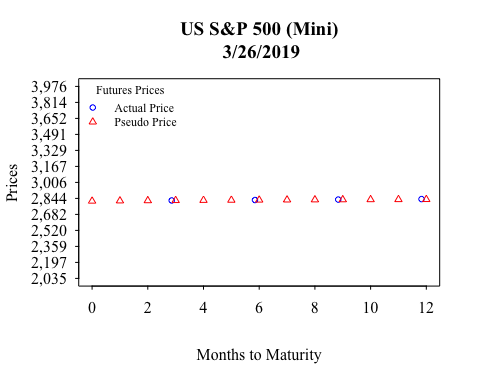 US S&P 500 (Mini)
3/26/2019
Futures Prices
Actual Price
Pseudo Price
Prices
3,976
3,814
3,652
3,491
3,329
3,167
3,006
2,844
2,682
2,520
2,359
2,197
2,035
0 2 4 6 8 10 12
Months to Maturity